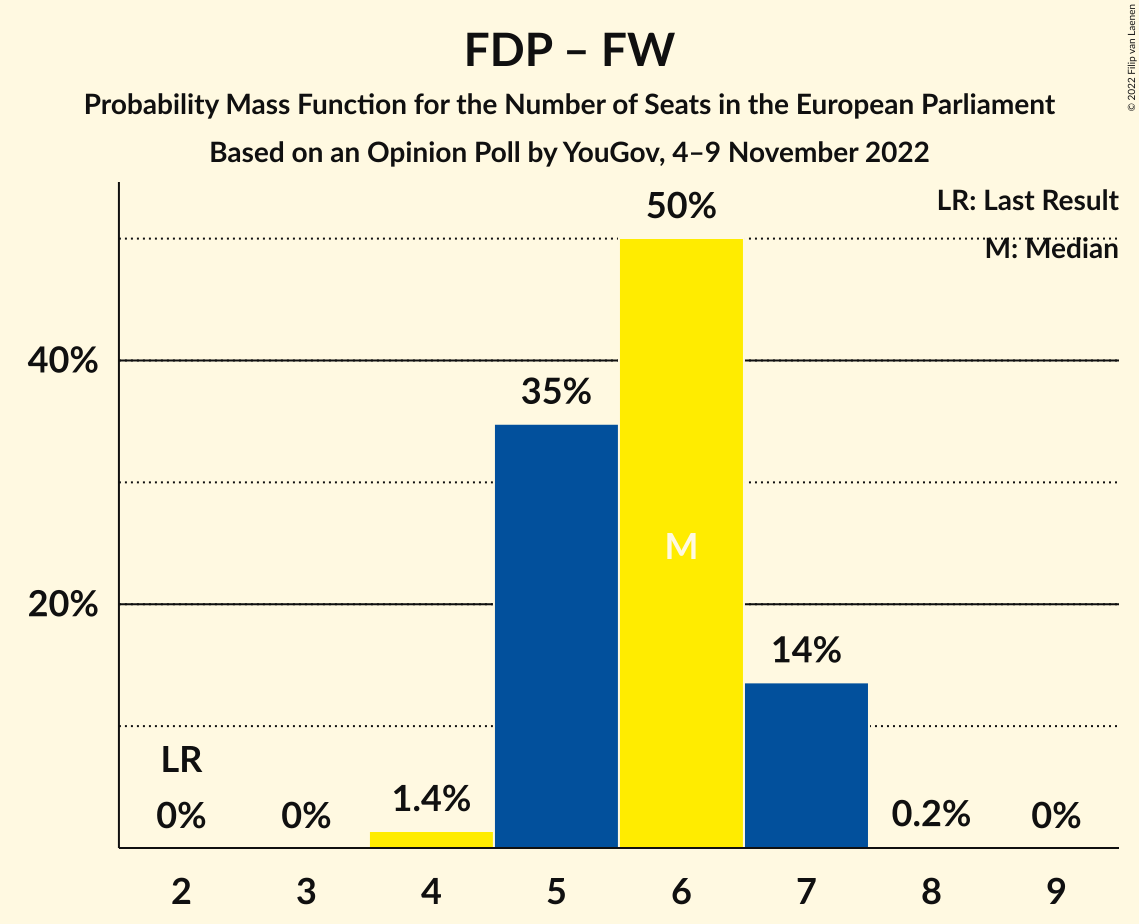 FDP – FW
Probability Mass Function for the Number of Seats in the European Parliament
Based on an Opinion Poll by YouGov, 4–9 November 2022
© 2022 Filip van Laenen
LR: Last Result
M: Median
50%
40%
35%
M
20%
14%
LR
0%
0%
1.4%
0.2%
0%
2
3
4
5
6
7
8
9